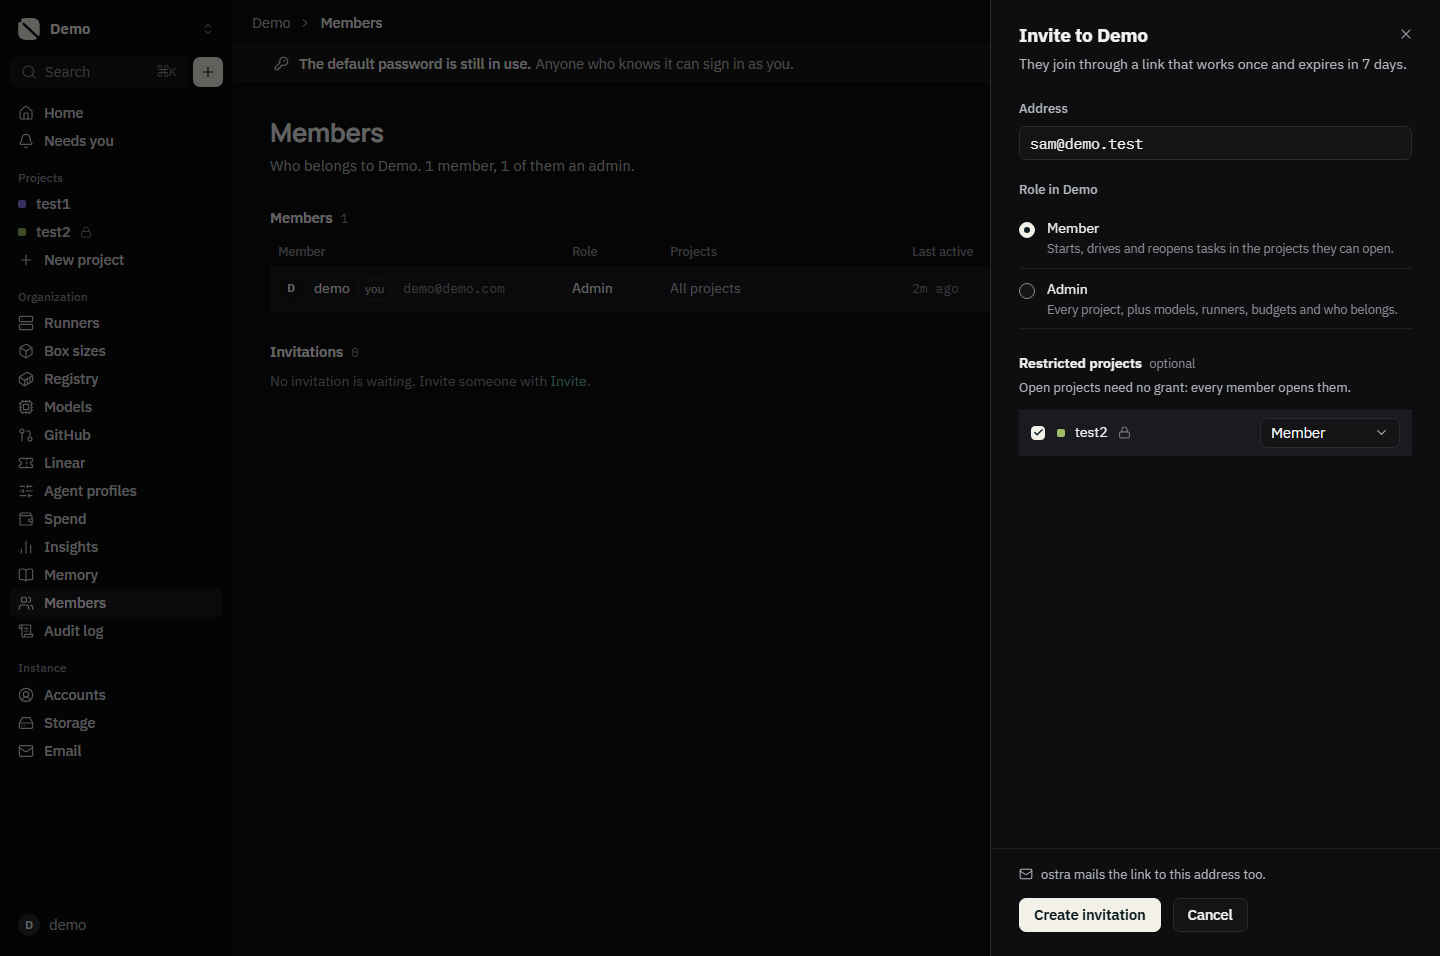 Demo
Search ⌘K
Home
Needs you
Projects
test1
test2
New project
Organization
Runners
Box sizes
Registry
Models
GitHub
Linear
Agent profiles
Spend
Insights
Memory
Members
Audit log
Instance
Accounts
Storage
Email
D demo
Demo > Members
The default password is still in use. Anyone who knows it can sign in as you.
Members
Who belongs to Demo. 1 member, 1 of them an admin.
Members 1
Member Role Projects Last active
D demo you demo@demo.com Admin All projects 2m ago
Invitations 0
No invitation is waiting. Invite someone with Invite.
Invite to Demo
They join through a link that works once and expires in 7 days.
Address
sam@demo.test
Role in Demo
Member
Starts, drives and reopens tasks in the projects they can open.
Admin
Every project, plus models, runners, budgets and who belongs.
Restricted projects optional
Open projects need no grant: every member opens them.
test2 Member
ostra mails the link to this address too.
Create invitation Cancel